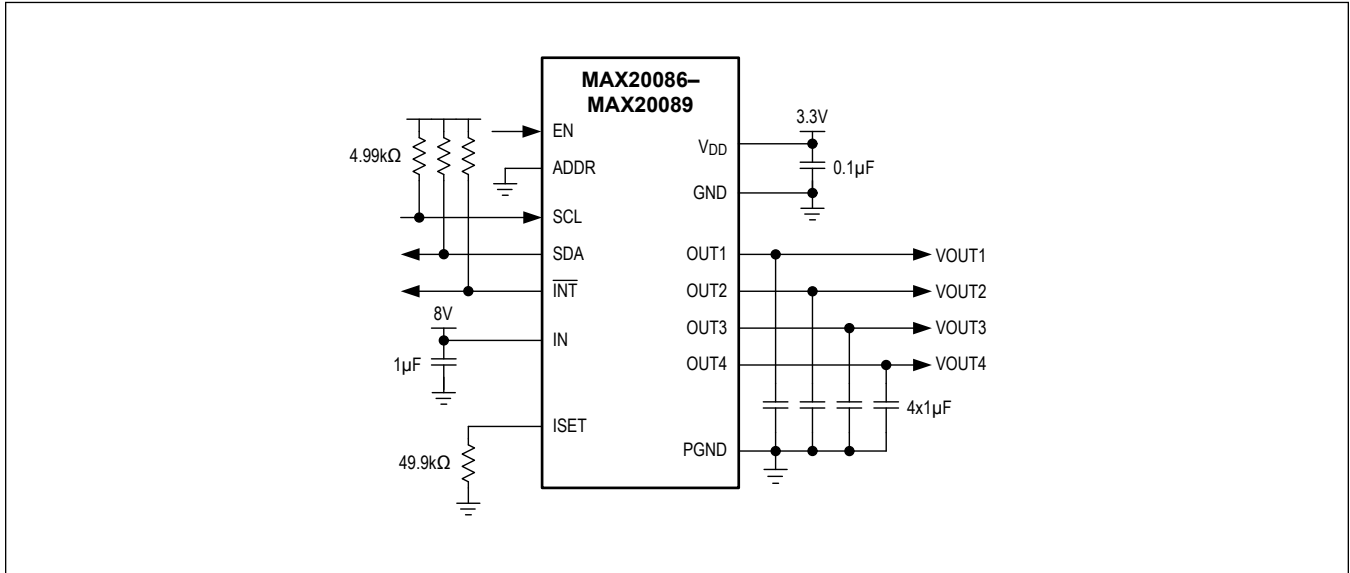 MAX20086–
MAX20089
4.99kΩ
EN
ADDR
SCL
SDA
INT
8V
IN
1µF
ISET
49.9kΩ
3.3V
VDD
0.1µF
GND
OUT1
VOUT1
OUT2
VOUT2
OUT3
VOUT3
OUT4
VOUT4
4x1µF
PGND